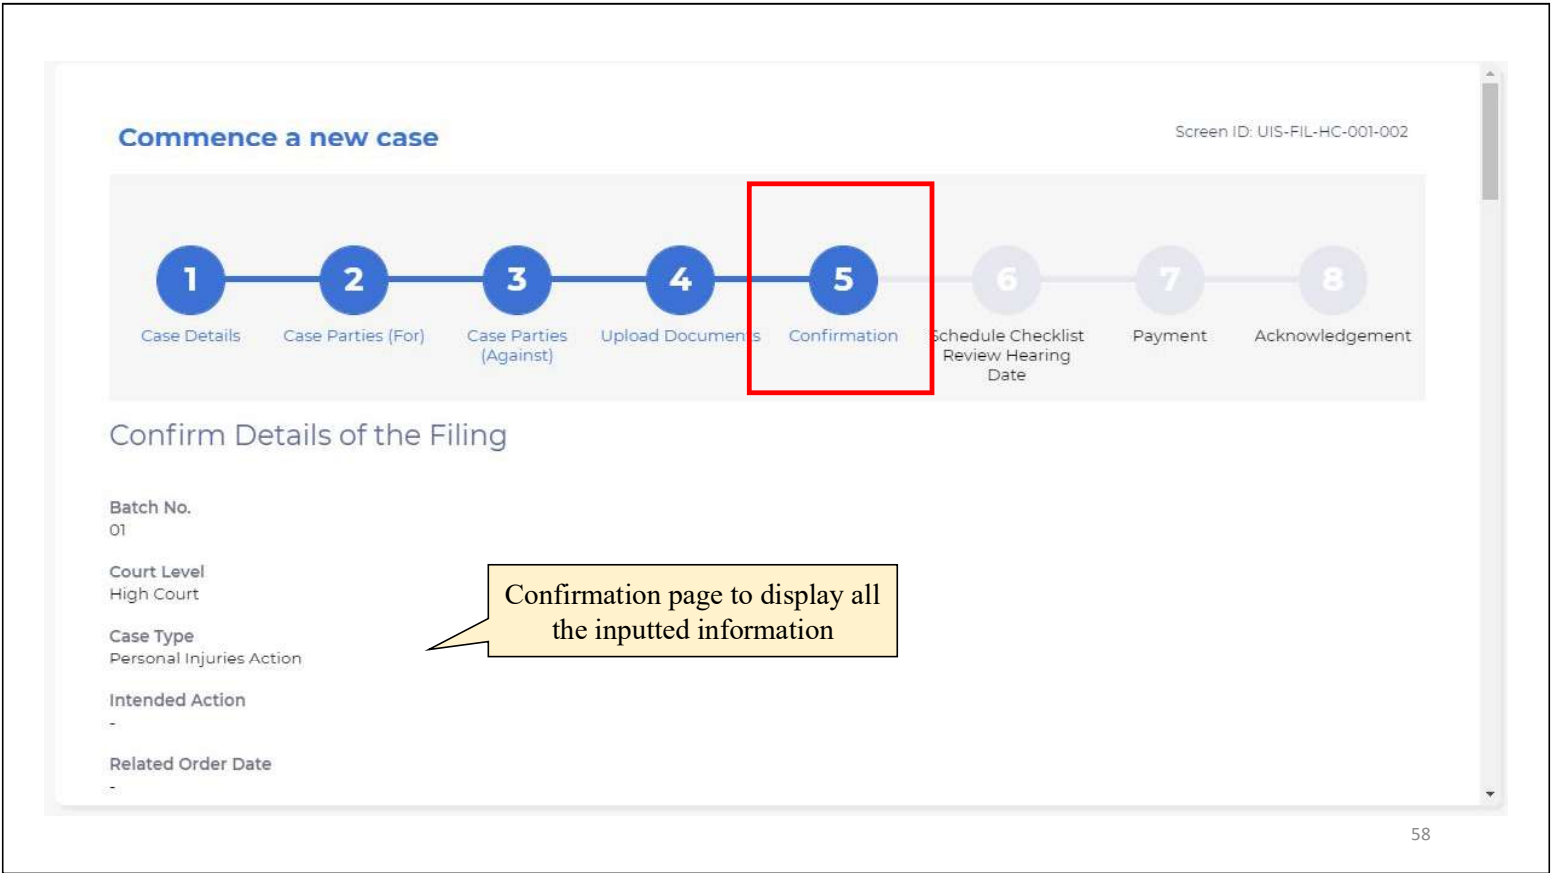 Commence a new case
Screen ID: UIS-FIL-HC-001-002
1
2
3
4
5
6
7
8
Case Details
Case Parties (For)
Case Parties
(Against)
Upload Documents
Confirmation
Schedule Checklist
Review Hearing
Date
Payment
Acknowledgement
Confirm Details of the Filing
Batch No.
01
Court Level
High Court
Case Type
Personal Injuries Action
Intended Action
-
Related Order Date
-
Confirmation page to display all
the inputted information
58